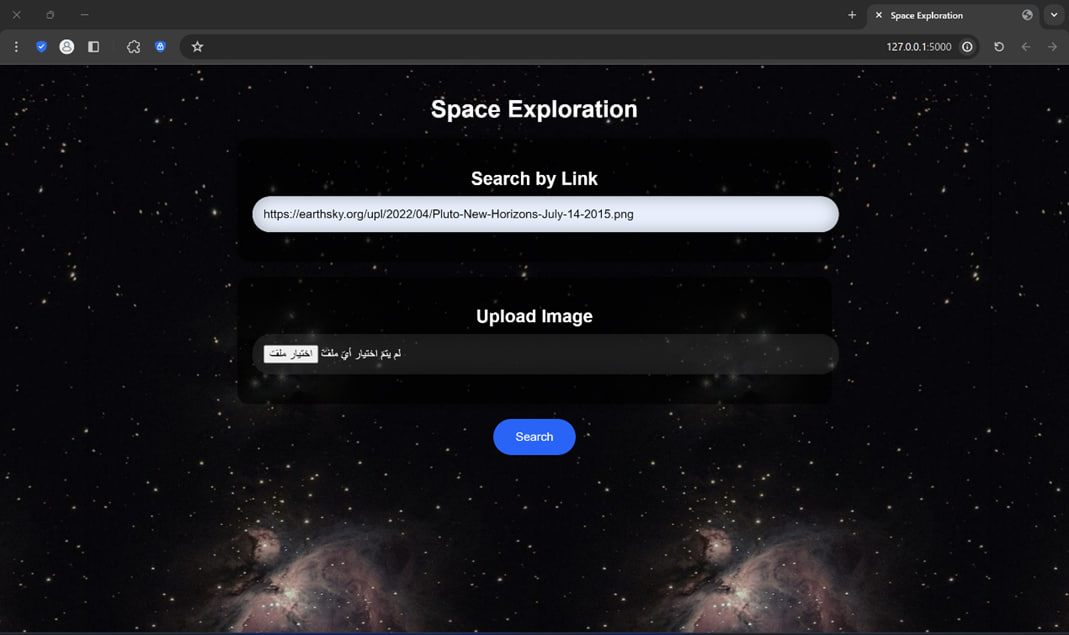 Space Exploration
127.0.0.1:5000
Space Exploration
Search by Link
https://earthsky.org/upl/2022/04/Pluto-New-Horizons-July-14-2015.png
Upload Image
اختيار ملفّ لم يتمّ اختيار أيّ ملفّ
Search